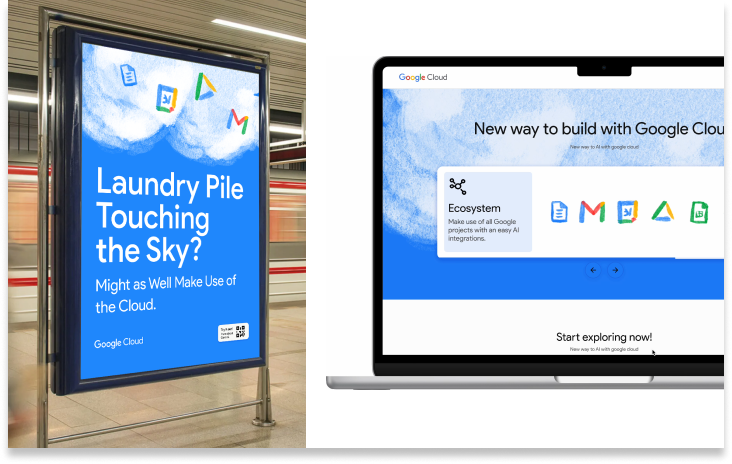 Laundry Pile
Touching
the Sky?
Might as Well Make Use of
the Cloud.
Google Cloud
Google Cloud
New way to build with Google Clou
New way to AI with google cloud
Ecosystem
Make use of all Google
projects with an easy AI
integrations.
Start exploring now!
New way to AI with google cloud